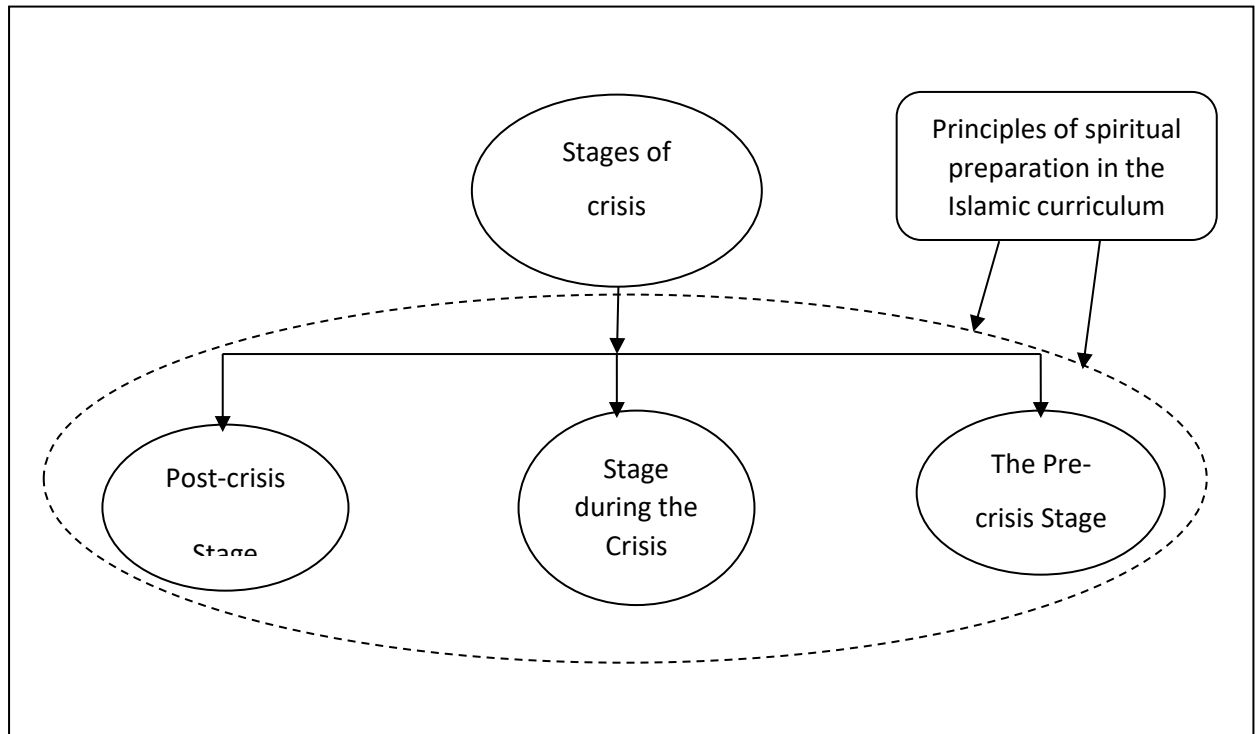 Stages of
crisis
Principles of spiritual
preparation in the
Islamic curriculum
Post-crisis
Stage
Stage
during the
Crisis
The Pre-
crisis Stage